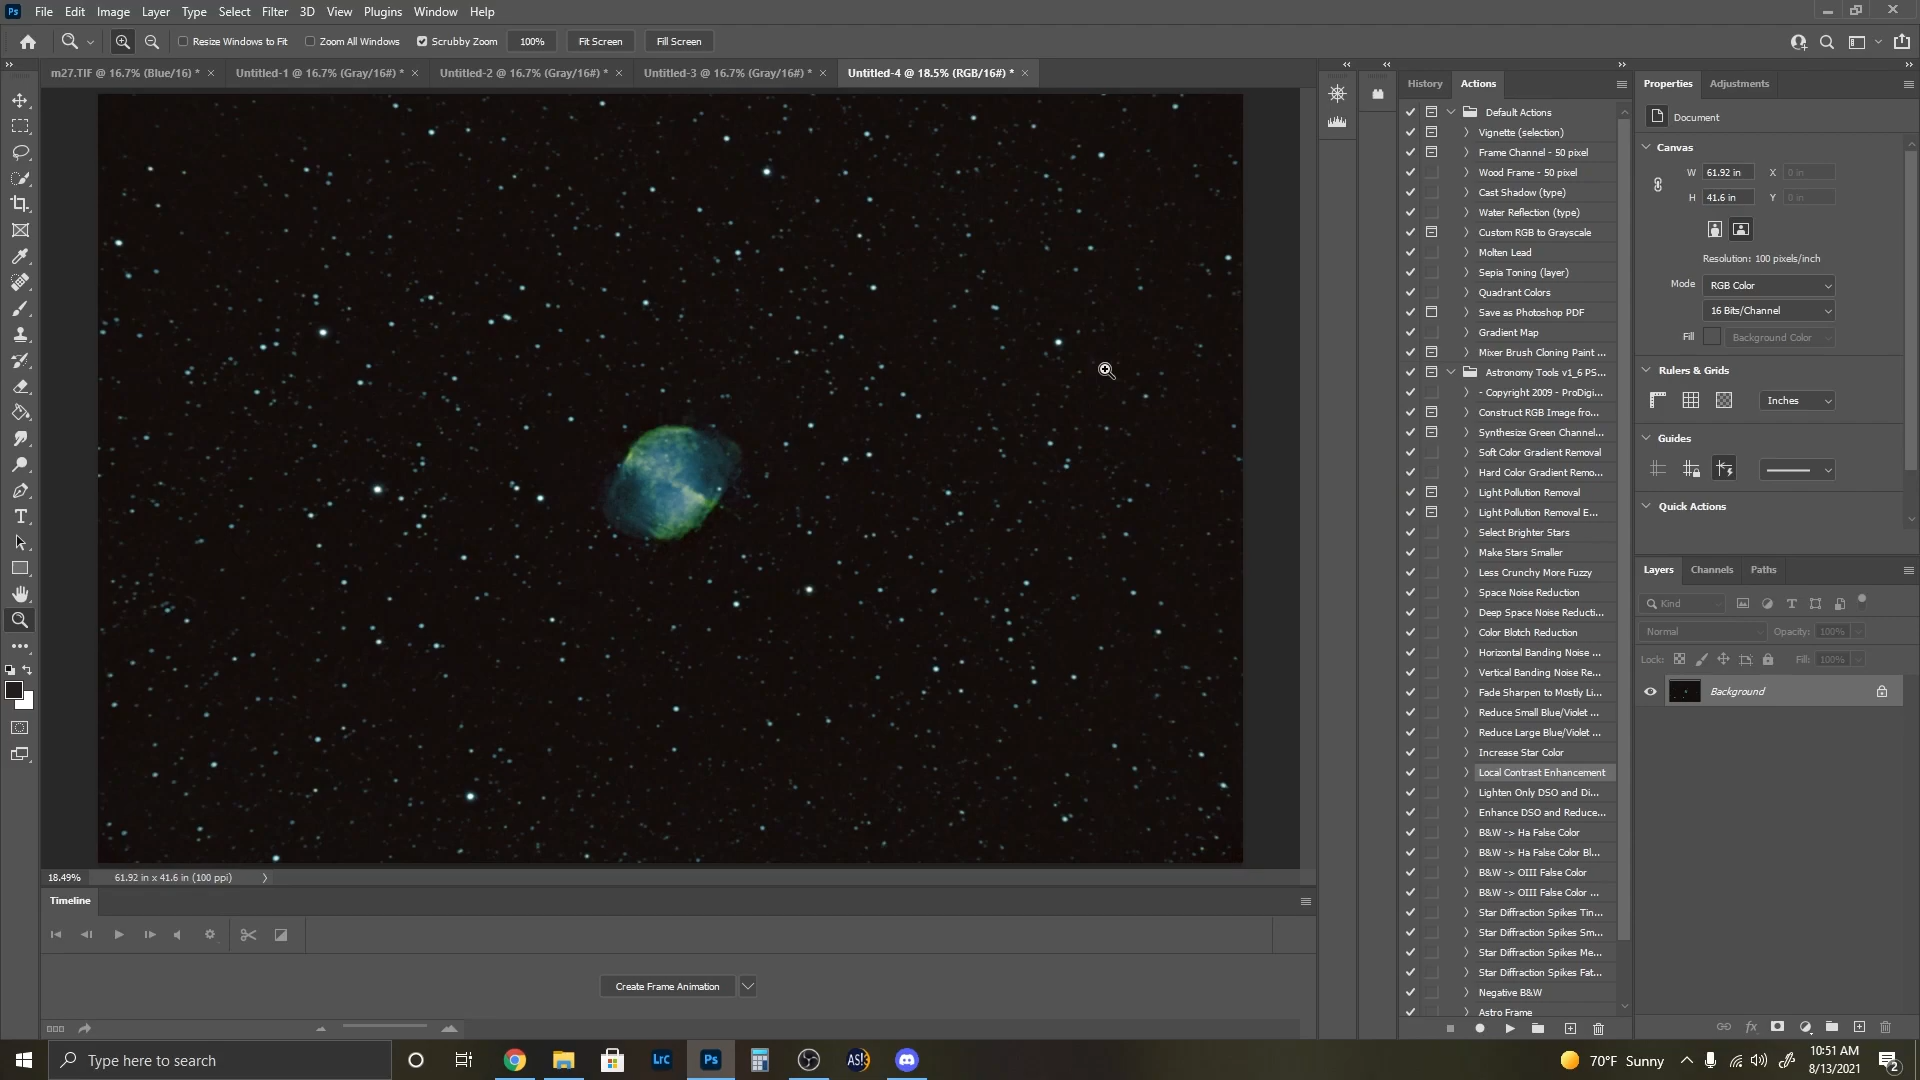 Ps File Edit Image Layer Type Select Filter 3D View Plugins Window Help
Resize Windows to Fit Zoom All Windows Scrubby Zoom 100% Fit Screen Fill Screen
m27.TIF @ 16.7% (Blue/16) * × Untitled-1 @ 16.7% (Gray/16#) * × Untitled-2 @ 16.7% (Gray/16#) * × Untitled-3 @ 16.7% (Gray/16#) * × Untitled-4 @ 18.5% (RGB/16#) * ×
History Actions
Default Actions
Vignette (selection)
Frame Channel - 50 pixel
Wood Frame - 50 pixel
Cast Shadow (type)
Water Reflection (type)
Custom RGB to Grayscale
Molten Lead
Sepia Toning (layer)
Quadrant Colors
Save as Photoshop PDF
Gradient Map
Mixer Brush Cloning Paint ...
Astronomy Tools v1_6 PS...
- Copyright 2009 - ProDigi...
Construct RGB Image fro...
Synthesize Green Channel...
Soft Color Gradient Removal
Hard Color Gradient Remo...
Light Pollution Removal
Light Pollution Removal E...
Select Brighter Stars
Make Stars Smaller
Less Crunchy More Fuzzy
Space Noise Reduction
Deep Space Noise Reducti...
Color Blotch Reduction
Horizontal Banding Noise ...
Vertical Banding Noise Re...
Fade Sharpen to Mostly Li...
Reduce Small Blue/Violet ...
Reduce Large Blue/Violet ...
Increase Star Color
Local Contrast Enhancement
Lighten Only DSO and Di...
Enhance DSO and Reduce...
B&W -> Ha False Color
B&W -> Ha False Color Bl...
B&W -> OIII False Color
B&W -> OIII False Color ...
Star Diffraction Spikes Tin...
Star Diffraction Spikes Sm...
Star Diffraction Spikes Me...
Star Diffraction Spikes Fat...
Negative B&W
Astro Frame
Properties Adjustments
Document
Canvas
W 61.92 in X 0 in
H 41.6 in Y 0 in
Resolution: 100 pixels/inch
Mode RGB Color
16 Bits/Channel
Fill Background Color
Rulers & Grids
Inches
Guides
Quick Actions
Layers Channels Paths
Kind
Normal Opacity: 100%
Lock: Fill: 100%
Background
18.49% 61.92 in x 41.6 in (100 ppi)
Timeline
Create Frame Animation
Type here to search
LrC Ps AS!3
70°F Sunny
10:51 AM
8/13/2021
2